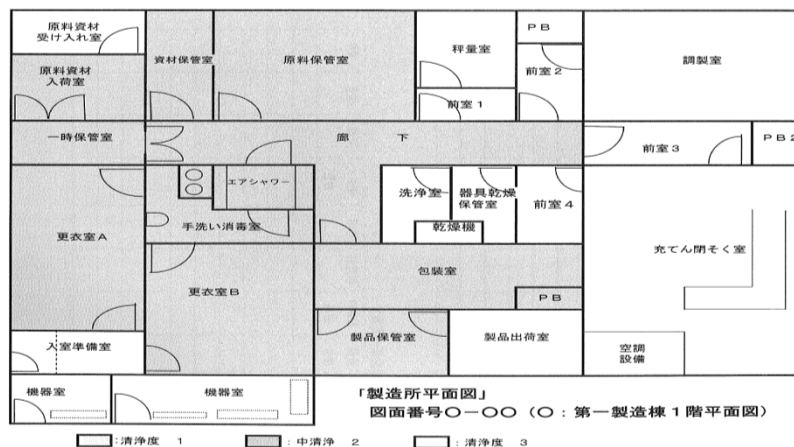 原料資材
受け入れ室
原料資材
入荷室
資材保管室
原料保管室
秤量室
前室1
PB
前室2
調製室
一時保管室
廊 下
前室3
PB2
エアシャワー
手洗い消毒室
洗浄室
器具乾燥
保管室
乾燥機
前室4
更衣室A
更衣室B
包装室
PB
充てん閉そく室
入室準備室
製品保管室
製品出荷室
空調
設備
機器室
機器室
「製造所平面図」
図面番号〇-〇〇（〇：第一製造棟1階平面図）
：清浄度 1
：中清浄 2
：清浄度 3